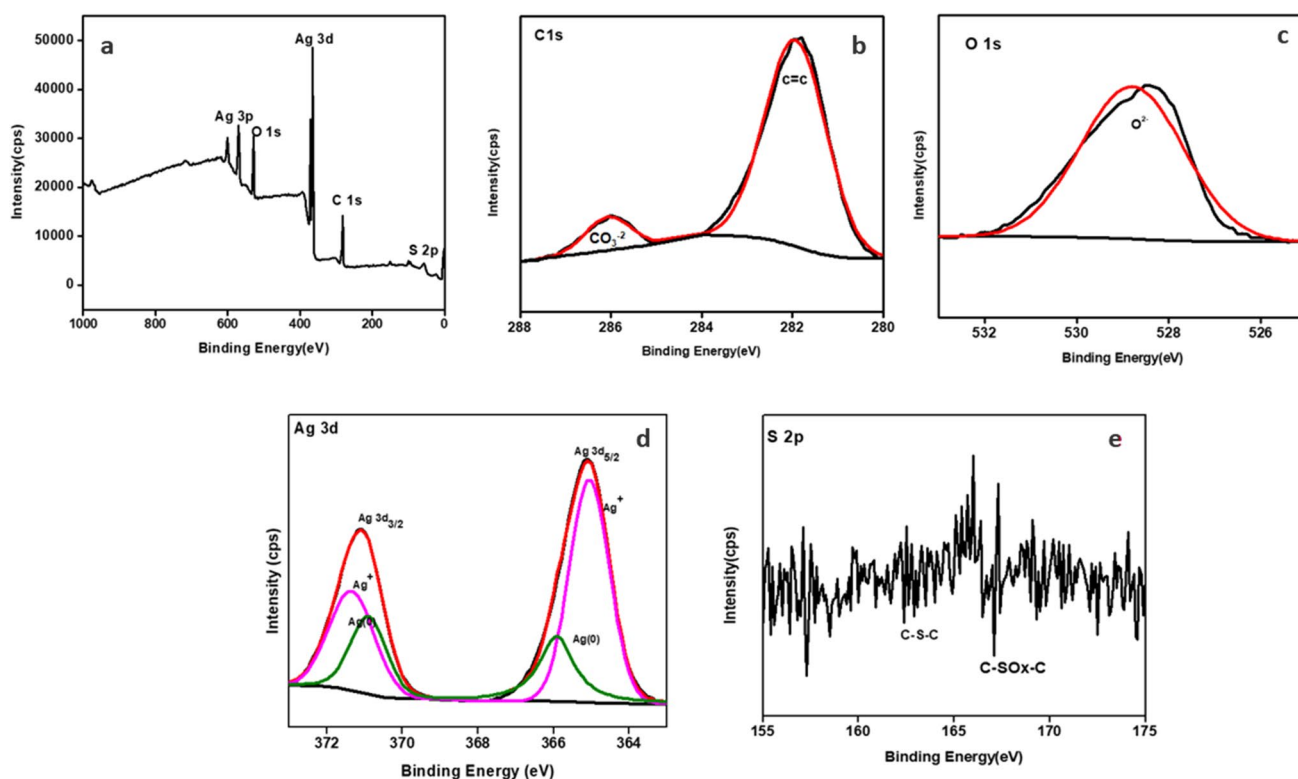 a
Ag 3d
Ag 3p
O 1s
C 1s
S 2p
Intensity(cps)
50000
40000
30000
20000
10000
0
1000 800 600 400 200 0
Binding Energy(eV)
C1s
b
C=C
CO₃⁻²
Intensity(cps)
288 286 284 282 280
Binding Energy(eV)
O 1s
c
O²⁻
Intensity(cps)
532 530 528 526
Binding Energy(eV)
Ag 3d
d
Ag 3d₅/₂
Ag⁺
Ag 3d₃/₂
Ag⁺
Ag(0)
Ag(0)
Intensity (cps)
372 370 368 366 364
Binding Energy (eV)
S 2p
e
C-S-C
C-SOx-C
Intensity(cps)
155 160 165 170 175
Binding Energy(eV)